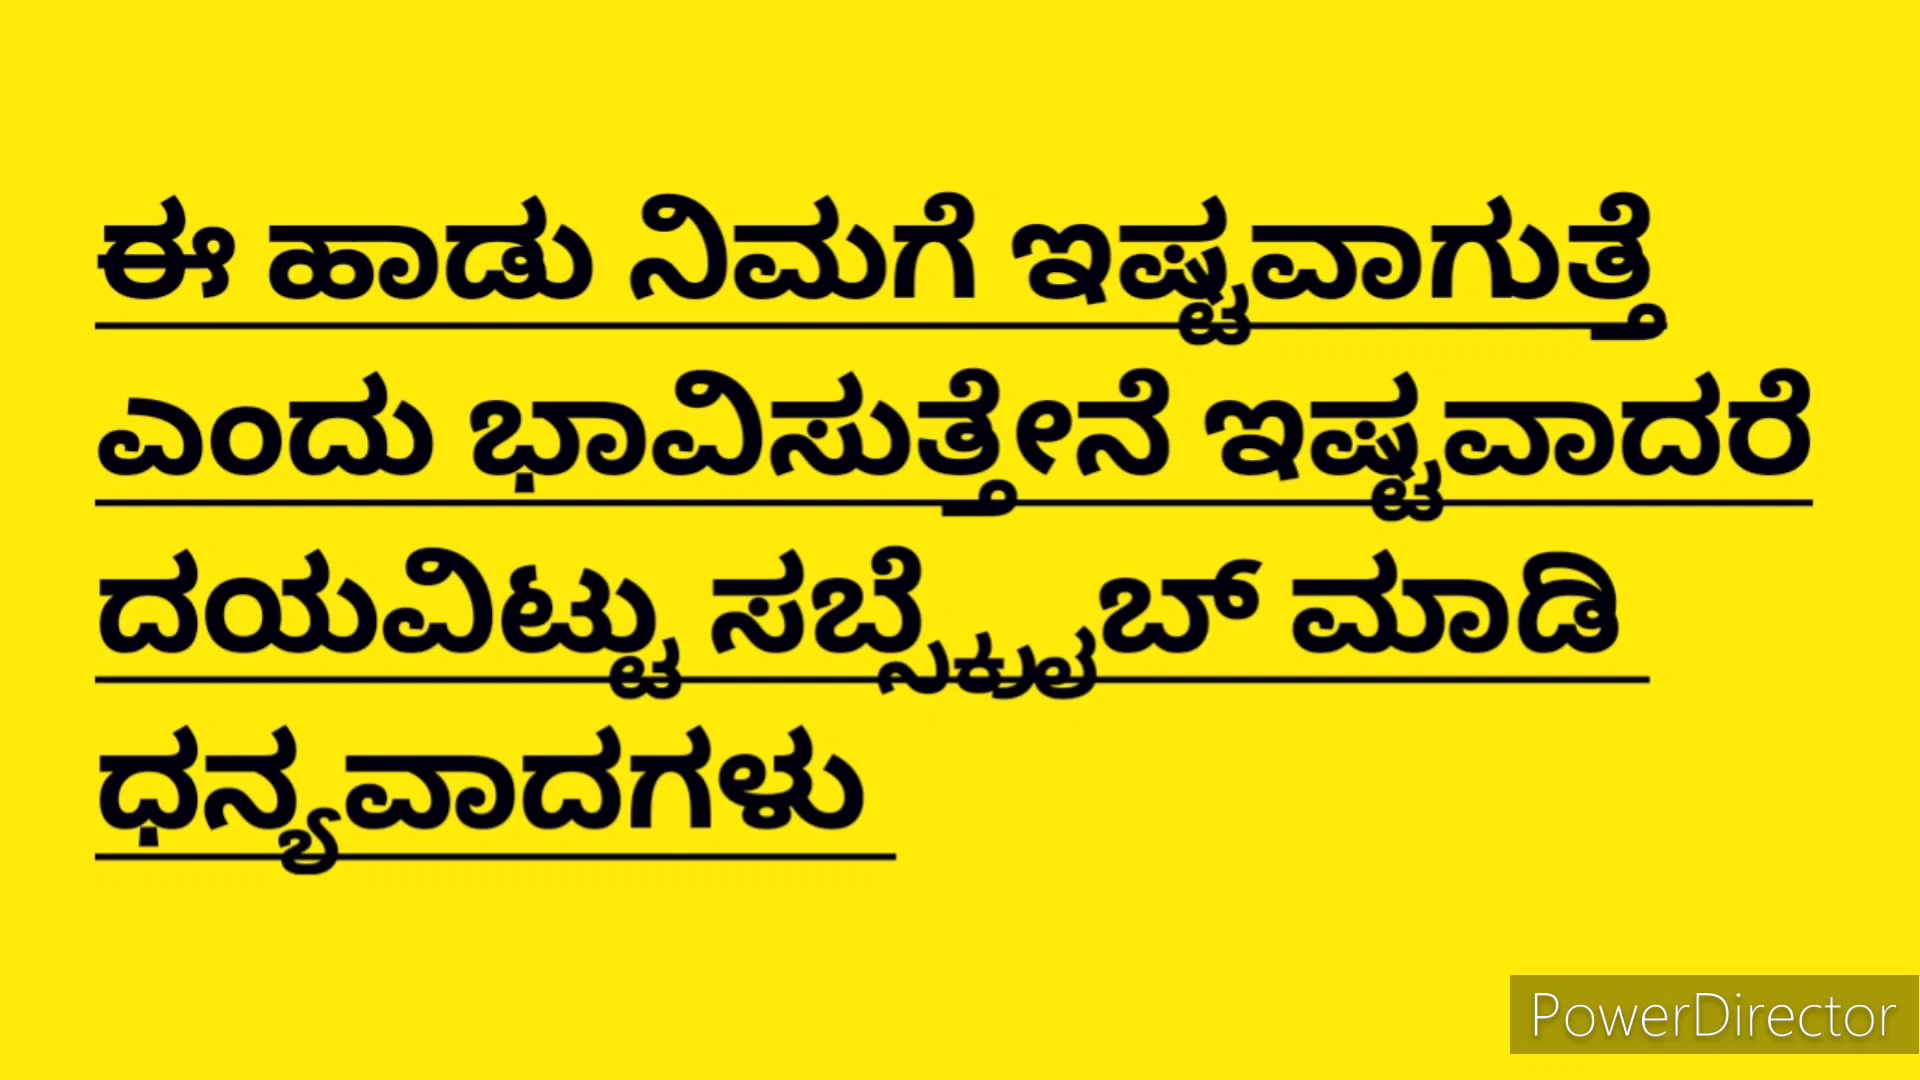 ಈ ಹಾಡು ನಿಮಗೆ ಇಷ್ಟವಾಗುತ್ತೆ
ಎಂದು ಭಾವಿಸುತ್ತೇನೆ ಇಷ್ಟವಾದರೆ
ದಯವಿಟ್ಟು ಸಬ್ಸ್ಕ್ರೈಬ್ ಮಾಡಿ
ಧನ್ಯವಾದಗಳು
PowerDirector